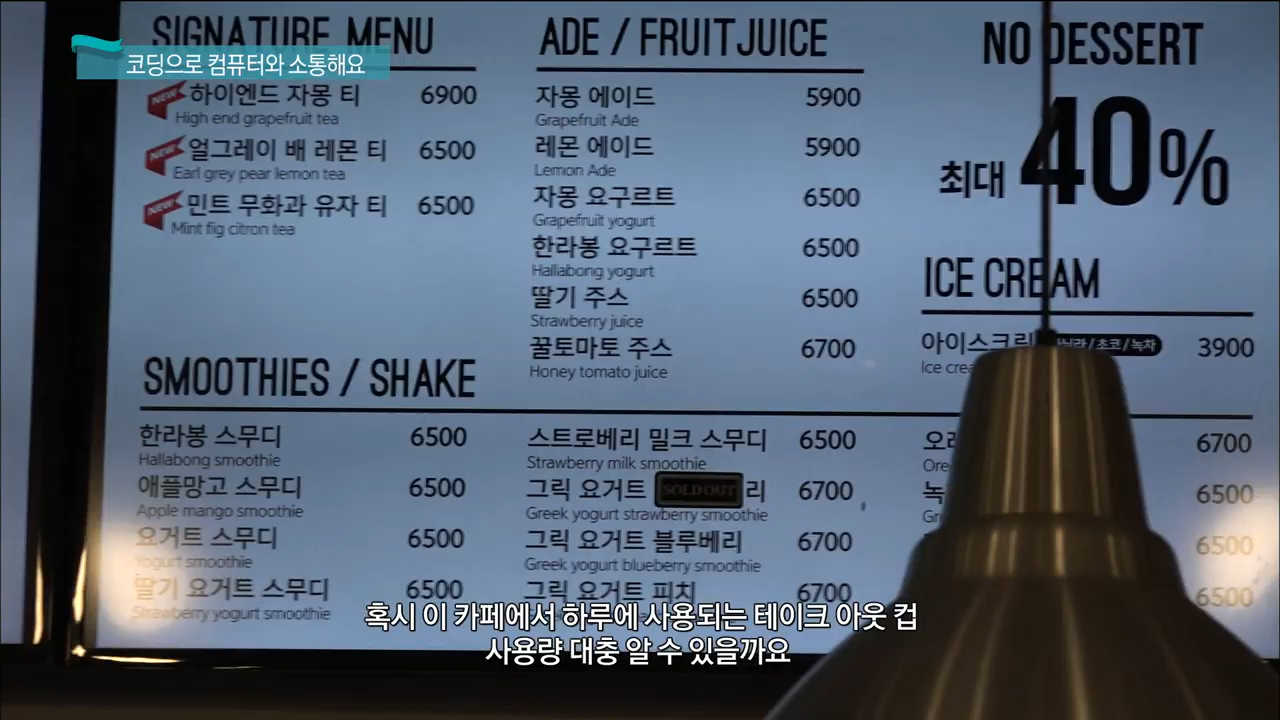 코딩으로 컴퓨터와 소통해요
SIGNATURE MENU
NEW 하이엔드 자몽 티 6900
High end grapefruit tea
NEW 얼그레이 배 레몬 티 6500
Earl grey pear lemon tea
NEW 민트 무화과 유자 티 6500
Mint fig citron tea
ADE / FRUIT JUICE
자몽 에이드 5900
Grapefruit Ade
레몬 에이드 5900
Lemon Ade
자몽 요구르트 6500
Grapefruit yogurt
한라봉 요구르트 6500
Hallabong yogurt
딸기 주스 6500
Strawberry juice
꿀토마토 주스 6700
Honey tomato juice
NO DESSERT
최대 40%
ICE CREAM
아이스크림 /초코/녹차 3900
Ice
SMOOTHIES / SHAKE
한라봉 스무디 6500
Hallabong smoothie
애플망고 스무디 6500
Apple mango smoothie
요거트 스무디 6500
Yogurt smoothie
딸기 요거트 스무디 6500
Strawberry yogurt smoothie
스트로베리 밀크 스무디 6500
Strawberry milk smoothie
그릭 요거트 SOLD OUT 리 6700
Greek yogurt strawberry smoothie
그릭 요거트 블루베리 6700
Greek yogurt blueberry smoothie
그릭 요거트 피치 6700
6700
6500
6500
6500
혹시 이 카페에서 하루에 사용되는 테이크 아웃 컵
사용량 대충 알 수 있을까요